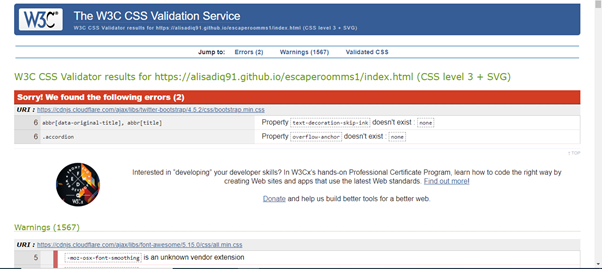 W3C®
The W3C CSS Validation Service
W3C CSS Validator results for https://alisadiq91.github.io/escaperoomms1/index.html (CSS level 3 + SVG)
Jump to: Errors (2) Warnings (1567) Validated CSS
W3C CSS Validator results for https://alisadiq91.github.io/escaperoomms1/index.html (CSS level 3 + SVG)
Sorry! We found the following errors (2)
URI : https://cdnjs.cloudflare.com/ajax/libs/twitter-bootstrap/4.5.2/css/bootstrap.min.css
6 abbr[data-original-title], abbr[title] Property text-decoration-skip-ink doesn't exist : none
6 .accordion Property overflow-anchor doesn't exist : none
↑ TOP
Interested in "developing" your developer skills? In W3Cx's hands-on Professional Certificate Program, learn how to code the right way by
creating Web sites and apps that use the latest Web standards. Find out more!
Donate and help us build better tools for a better web.
Warnings (1567)
URI : https://cdnjs.cloudflare.com/ajax/libs/font-awesome/5.15.0/css/all.min.css
5 -moz-osx-font-smoothing is an unknown vendor extension